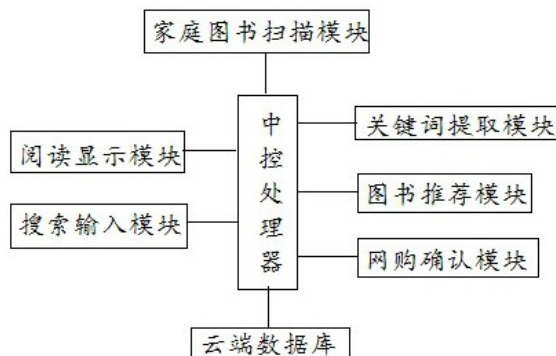 家庭图书扫描模块
中控处理器
阅读显示模块
搜索输入模块
关键词提取模块
图书推荐模块
网购确认模块
云端数据库